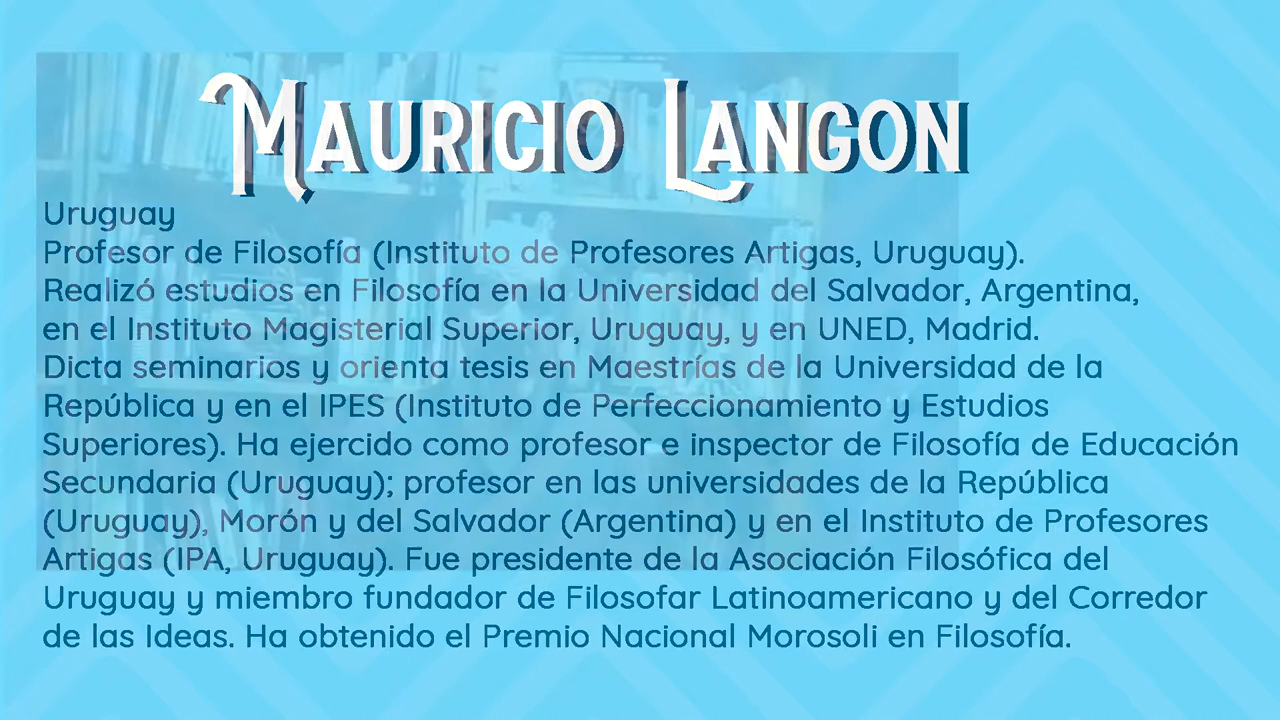 MAURICIO LANGON
Uruguay
Profesor de Filosofía (Instituto de Profesores Artigas, Uruguay).
Realizó estudios en Filosofía en la Universidad del Salvador, Argentina,
en el Instituto Magisterial Superior, Uruguay, y en UNED, Madrid.
Dicta seminarios y orienta tesis en Maestrías de la Universidad de la
República y en el IPES (Instituto de Perfeccionamiento y Estudios
Superiores). Ha ejercido como profesor e inspector de Filosofía de Educación
Secundaria (Uruguay); profesor en las universidades de la República
(Uruguay), Morón y del Salvador (Argentina) y en el Instituto de Profesores
Artigas (IPA, Uruguay). Fue presidente de la Asociación Filosófica del
Uruguay y miembro fundador de Filosofar Latinoamericano y del Corredor
de las Ideas. Ha obtenido el Premio Nacional Morosoli en Filosofía.